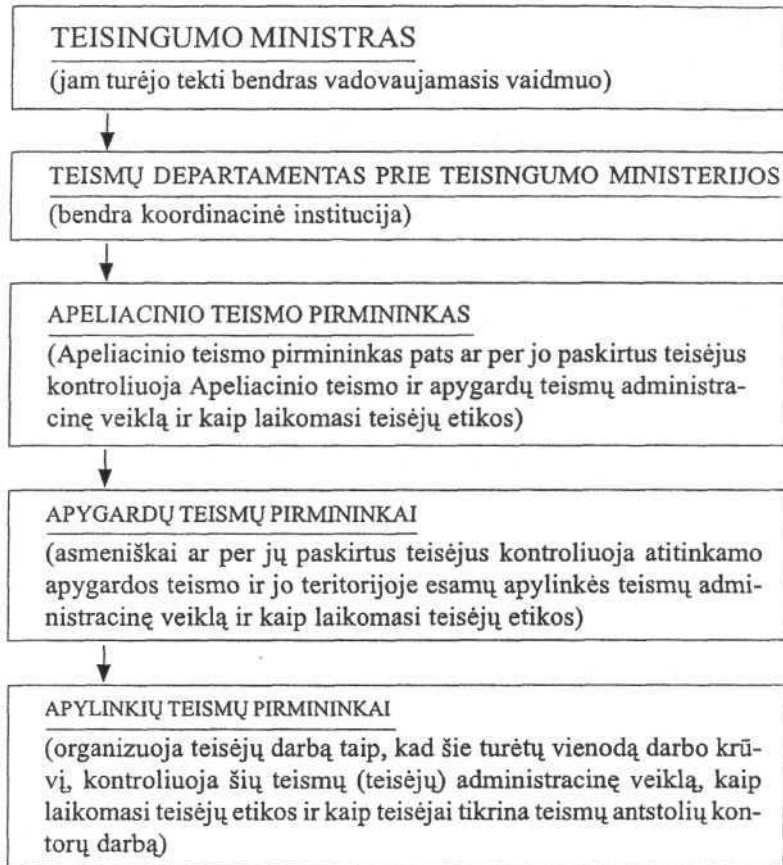 TEISINGUMO MINISTRAS
(jam turėjo tekti bendras vadovaujamasis vaidmuo)
TEISMŲ DEPARTAMENTAS PRIE TEISINGUMO MINISTERIJOS
(bendra koordinacinė institucija)
APELIACINIO TEISMO PIRMININKAS
(Apeliacinio teismo pirmininkas pats ar per jo paskirtus teisėjus
kontroliuoja Apeliacinio teismo ir apygardų teismų administra-
cinę veiklą ir kaip laikomasi teisėjų etikos)
APYGARDŲ TEISMŲ PIRMININKAI
(asmeniškai ar per jų paskirtus teisėjus kontroliuoja atitinkamo
apygardos teismo ir jo teritorijoje esamų apylinkės teismų admi-
nistracinę veiklą ir kaip laikomasi teisėjų etikos)
APYLINKIŲ TEISMŲ PIRMININKAI
(organizuoja teisėjų darbą taip, kad šie turėtų vienodą darbo krū-
vį, kontroliuoja šių teismų (teisėjų) administracinę veiklą, kaip
laikomasi teisėjų etikos ir kaip teisėjai tikrina teismų antstolių kon-
torų darbą)